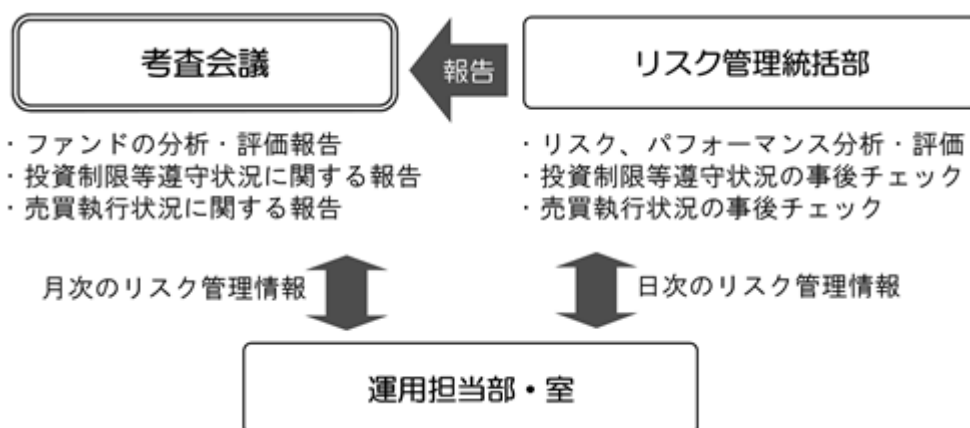 考査会議
報告
リスク管理統括部
・ファンドの分析・評価報告
・投資制限等遵守状況に関する報告
・売買執行状況に関する報告
・リスク、パフォーマンス分析・評価
・投資制限等遵守状況の事後チェック
・売買執行状況の事後チェック
月次のリスク管理情報
日次のリスク管理情報
運用担当部・室